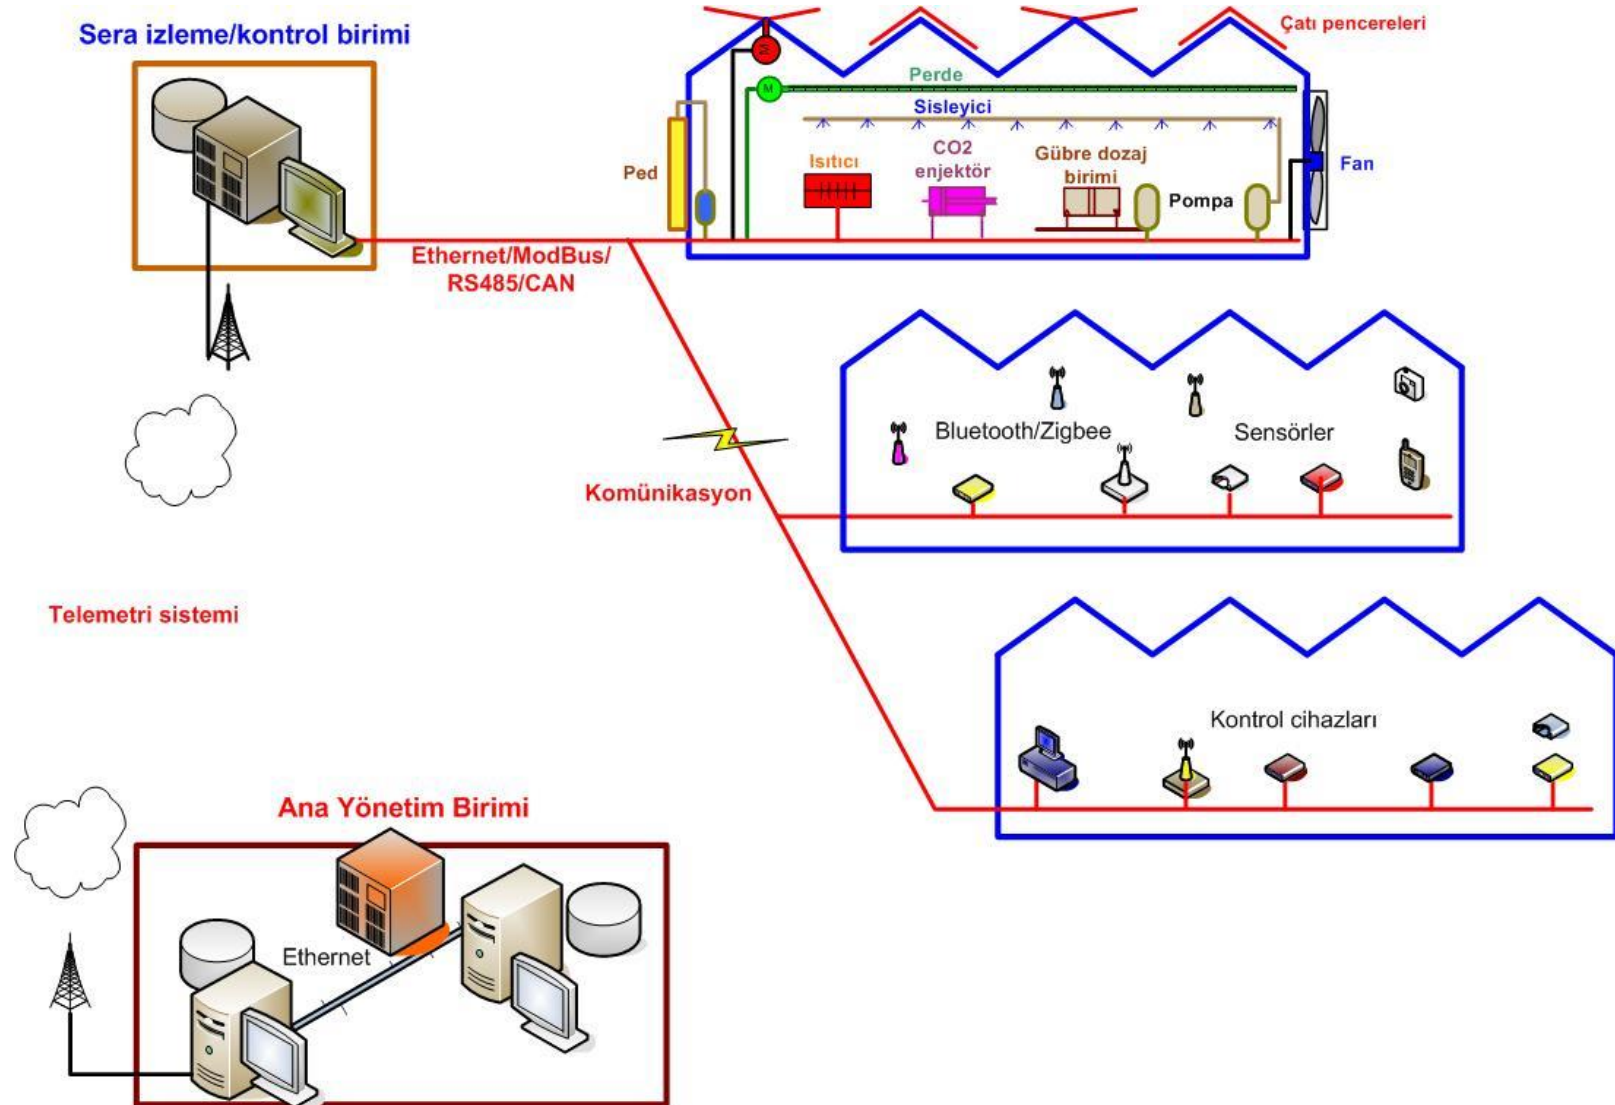 Sera izleme/kontrol birimi
Çatı pencereleri
M
Perde
M
Sisleyici
Ped
Isıtıcı
CO2
enjektör
Gübre dozaj
birimi
Pompa
Fan
Ethernet/ModBus/
RS485/CAN
Bluetooth/Zigbee
Sensörler
Komünikasyon
Telemetri sistemi
Kontrol cihazları
Ana Yönetim Birimi
Ethernet